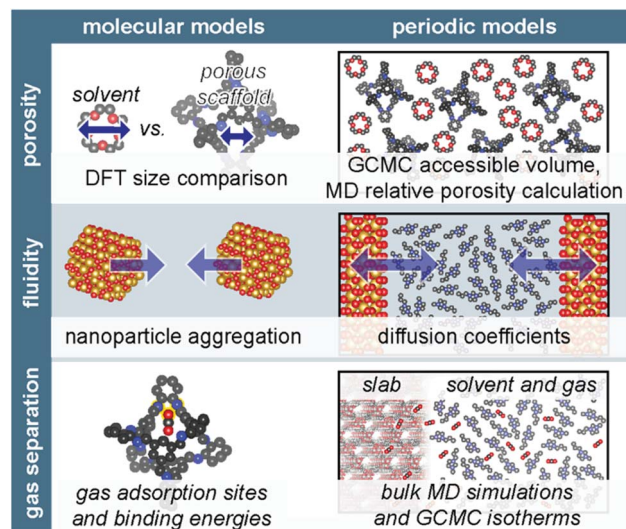 molecular models
periodic models
porosity
solvent
vs.
porous
scaffold
DFT size comparison
GCMC accessible volume,
MD relative porosity calculation
fluidity
nanoparticle aggregation
diffusion coefficients
gas separation
gas adsorption sites
and binding energies
slab
solvent and gas
bulk MD simulations
and GCMC isotherms